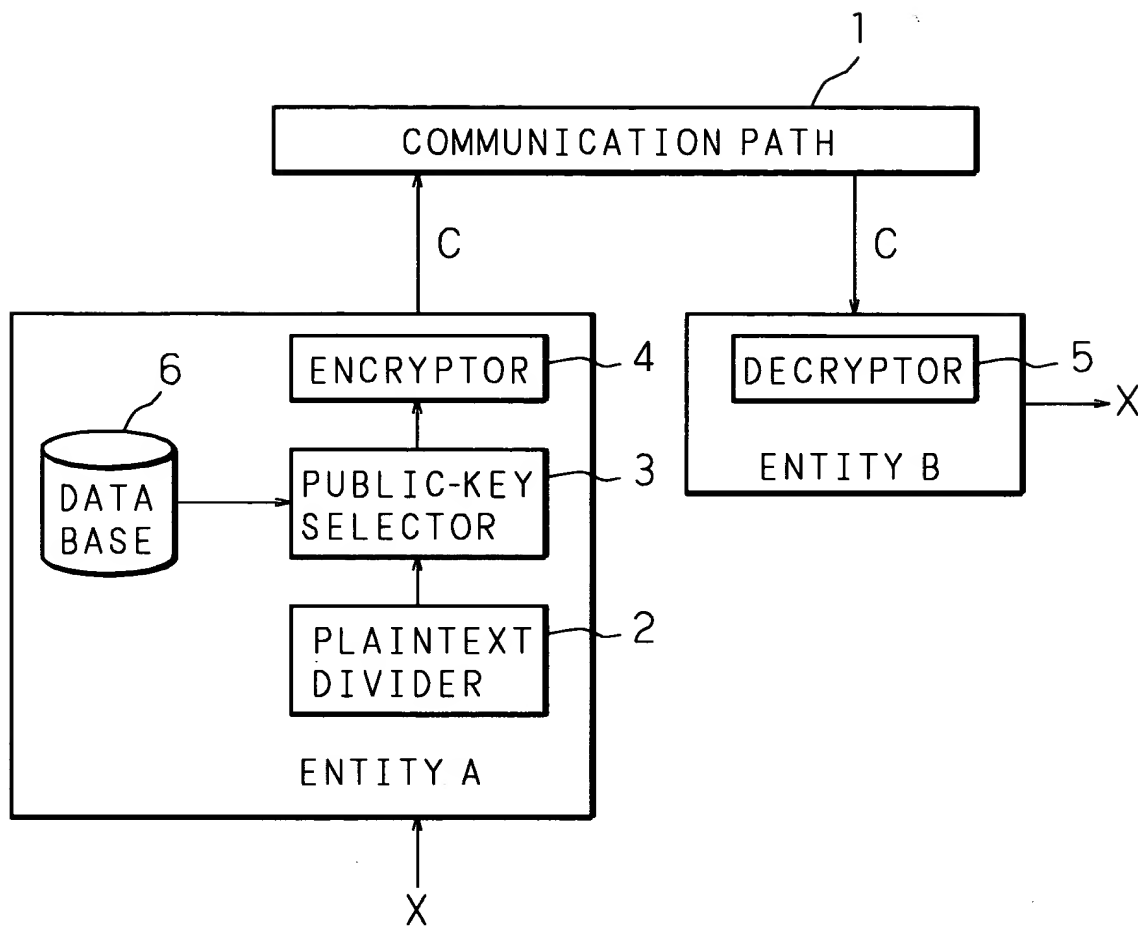 1
COMMUNICATION PATH
C
C
ENCRYPTOR
4
DECRYPTOR
5
X
6
DATA
BASE
PUBLIC-KEY
SELECTOR
3
ENTITY B
PLAINTEXT
DIVIDER
2
ENTITY A
X